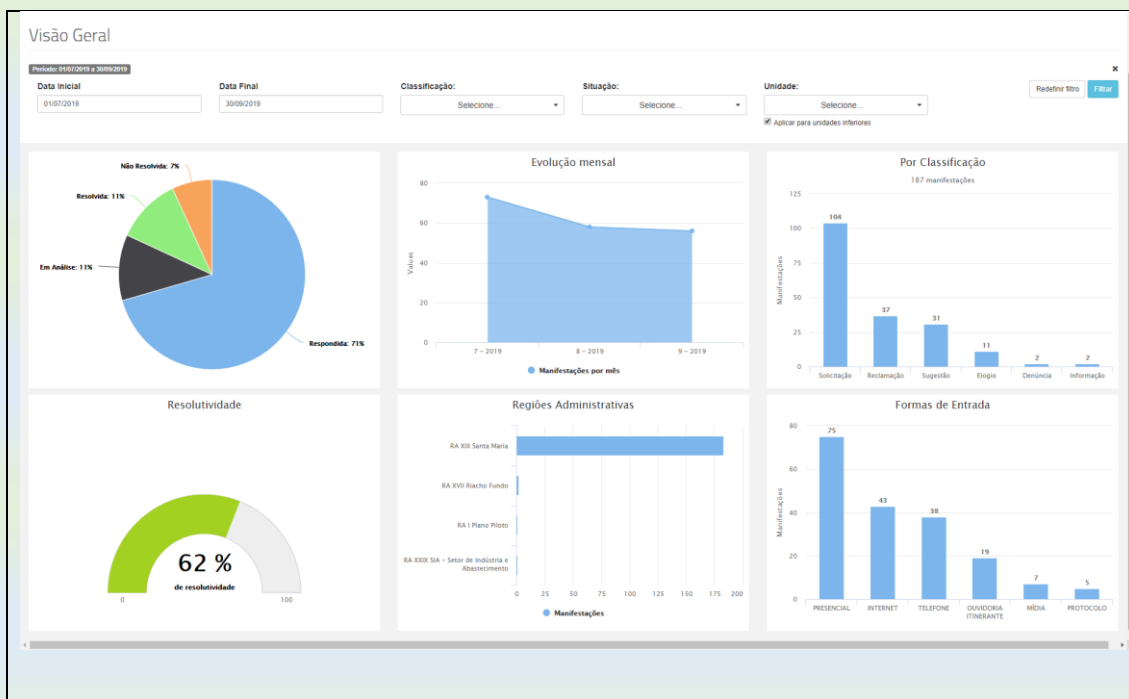 Visão Geral
Período: 01/07/2019 a 30/09/2019
Data Inicial
01/07/2019
Data Final
30/09/2019
Classificação:
Selecione...
Situação:
Selecione...
Unidade:
Selecione...
Aplicar para unidades inferiores
Redefinir filtro
Filtrar
Não Resolvida: 7%
Resolvida: 11%
Em Análise: 11%
Respondida: 71%
Evolução mensal
Values
80
60
40
20
0
7 – 2019
8 – 2019
9 – 2019
Manifestações por mês
Por Classificação
187 manifestações
Manifestações
125
100
75
50
25
0
104
37
31
11
2
2
Solicitação
Reclamação
Sugestão
Elogio
Denúncia
Informação
Resolutividade
62 %
de resolutividade
0
100
Regiões Administrativas
RA XIII Santa Maria
RA XVII Riacho Fundo
RA I Plano Piloto
RA XXIX SIA – Setor de Indústria e
Abastecimento
0
25
50
75
100
125
150
175
200
Manifestações
Formas de Entrada
Manifestações
80
60
40
20
0
75
43
38
19
7
5
PRESENCIAL
INTERNET
TELEFONE
OUVIDORIA
ITINERANTE
MÍDIA
PROTOCOLO